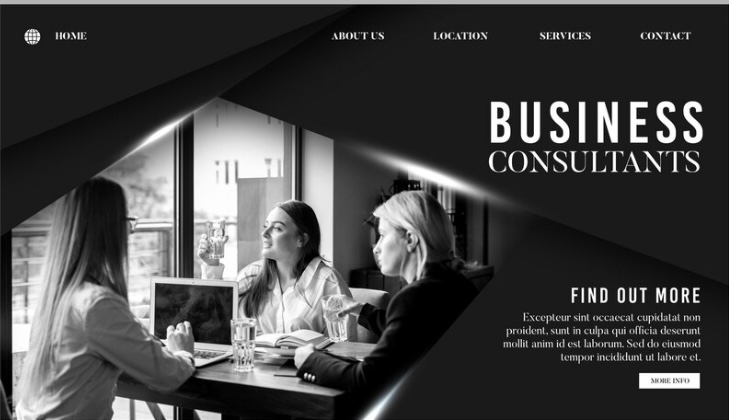 HOME
ABOUT US
LOCATION
SERVICES
CONTACT
BUSINESS
CONSULTANTS
FIND OUT MORE
Excepteur sint occaecat cupidatat non
proident, sunt in culpa qui officia deserunt
mollit anim id est laborum. Sed do eiusmod
tempor incididunt ut labore et.
MORE INFO